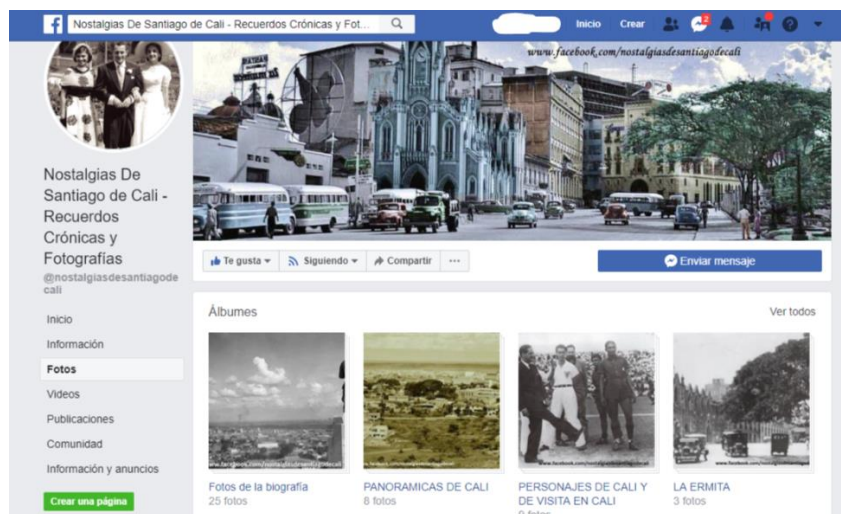 Nostalgias De Santiago de Cali - Recuerdos Crónicas y Fot...
Inicio
Crear
2
www.facebook.com/nostalgiasdesantiagodecali
Nostalgias De
Santiago de Cali -
Recuerdos
Crónicas y
Fotografías
@nostalgiasdesantiagode
cali
Te gusta
Siguiendo
Compartir
Enviar mensaje
Inicio
Información
Fotos
Videos
Publicaciones
Comunidad
Información y anuncios
Crear una página
Álbumes
Ver todos
Fotos de la biografía
25 fotos
PANORAMICAS DE CALI
8 fotos
PERSONAJES DE CALI Y
DE VISITA EN CALI
9 fotos
LA ERMITA
3 fotos